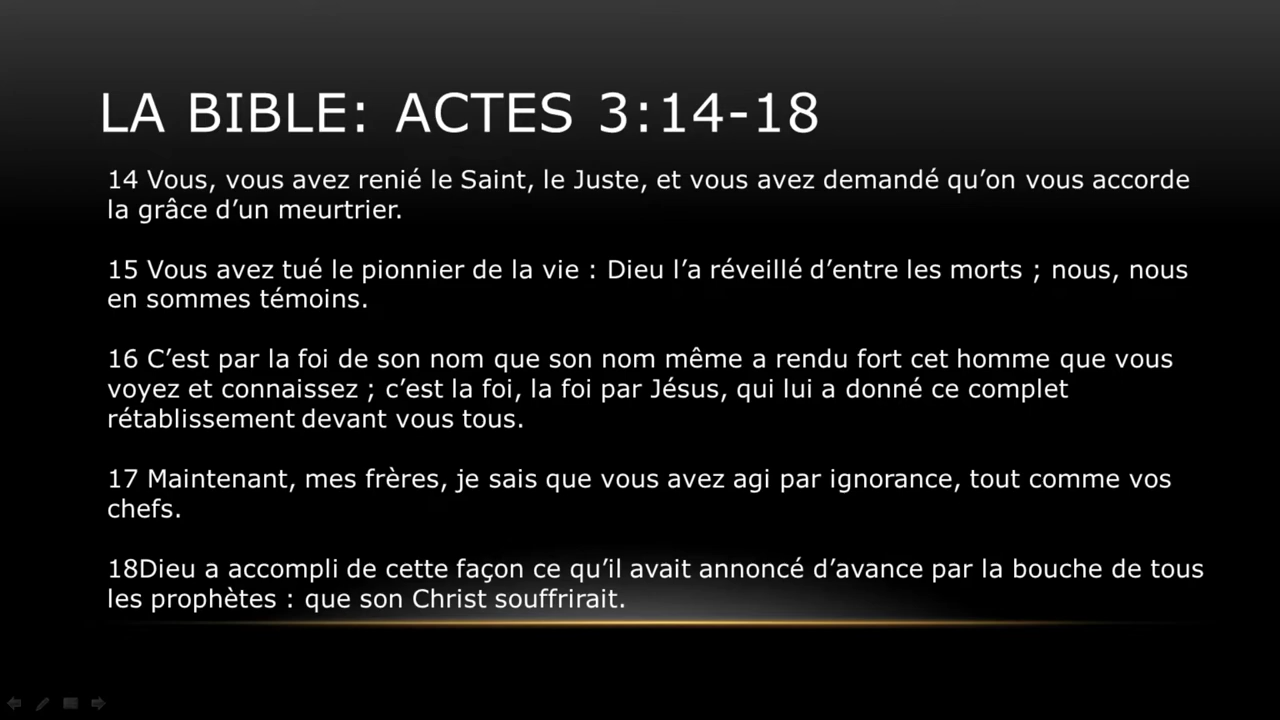 LA BIBLE: ACTES 3:14-18
14 Vous, vous avez renié le Saint, le Juste, et vous avez demandé qu’on vous accorde
la grâce d’un meurtrier.
15 Vous avez tué le pionnier de la vie : Dieu l’a réveillé d’entre les morts ; nous, nous
en sommes témoins.
16 C’est par la foi de son nom que son nom même a rendu fort cet homme que vous
voyez et connaissez ; c’est la foi, la foi par Jésus, qui lui a donné ce complet
rétablissement devant vous tous.
17 Maintenant, mes frères, je sais que vous avez agi par ignorance, tout comme vos
chefs.
18Dieu a accompli de cette façon ce qu’il avait annoncé d’avance par la bouche de tous
les prophètes : que son Christ souffrirait.